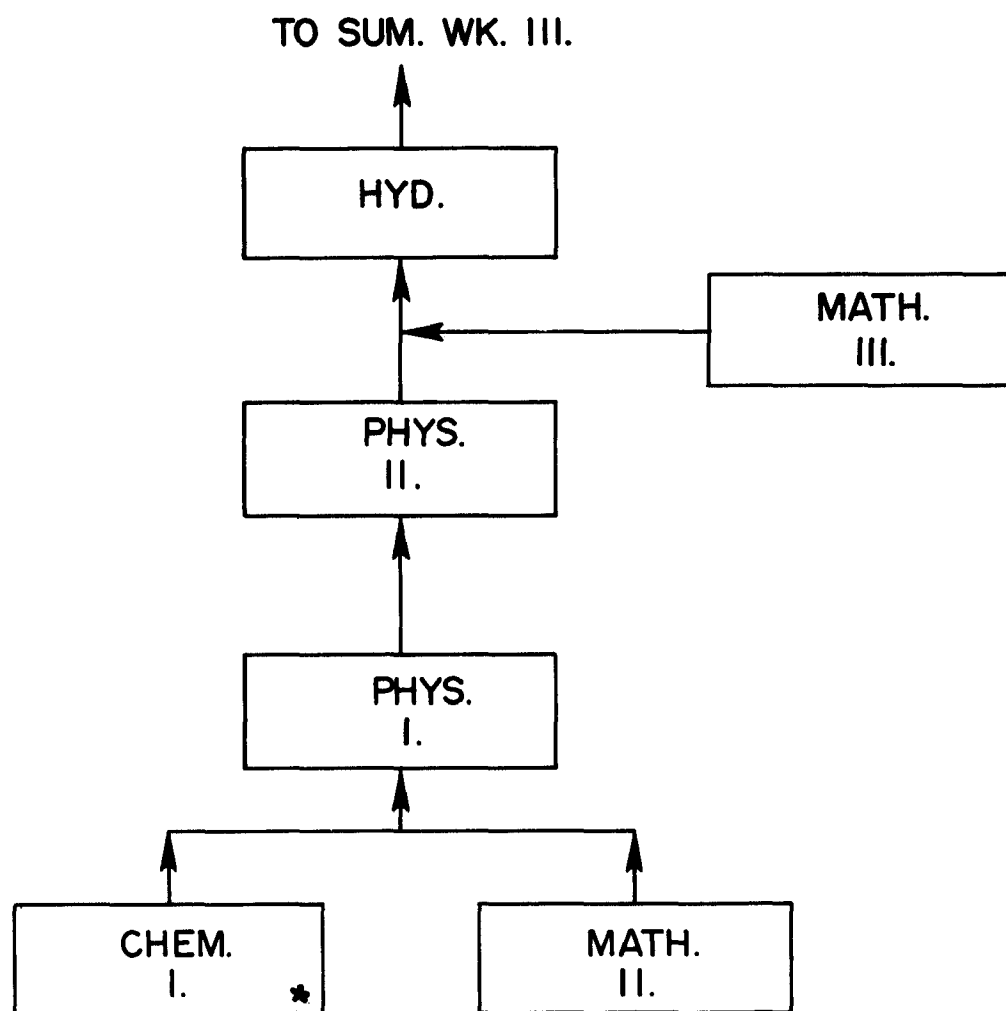 TO SUM. WK. III.
HYD.
MATH.
III.
PHYS.
II.
PHYS.
I.
CHEM.
I. *
MATH.
II.